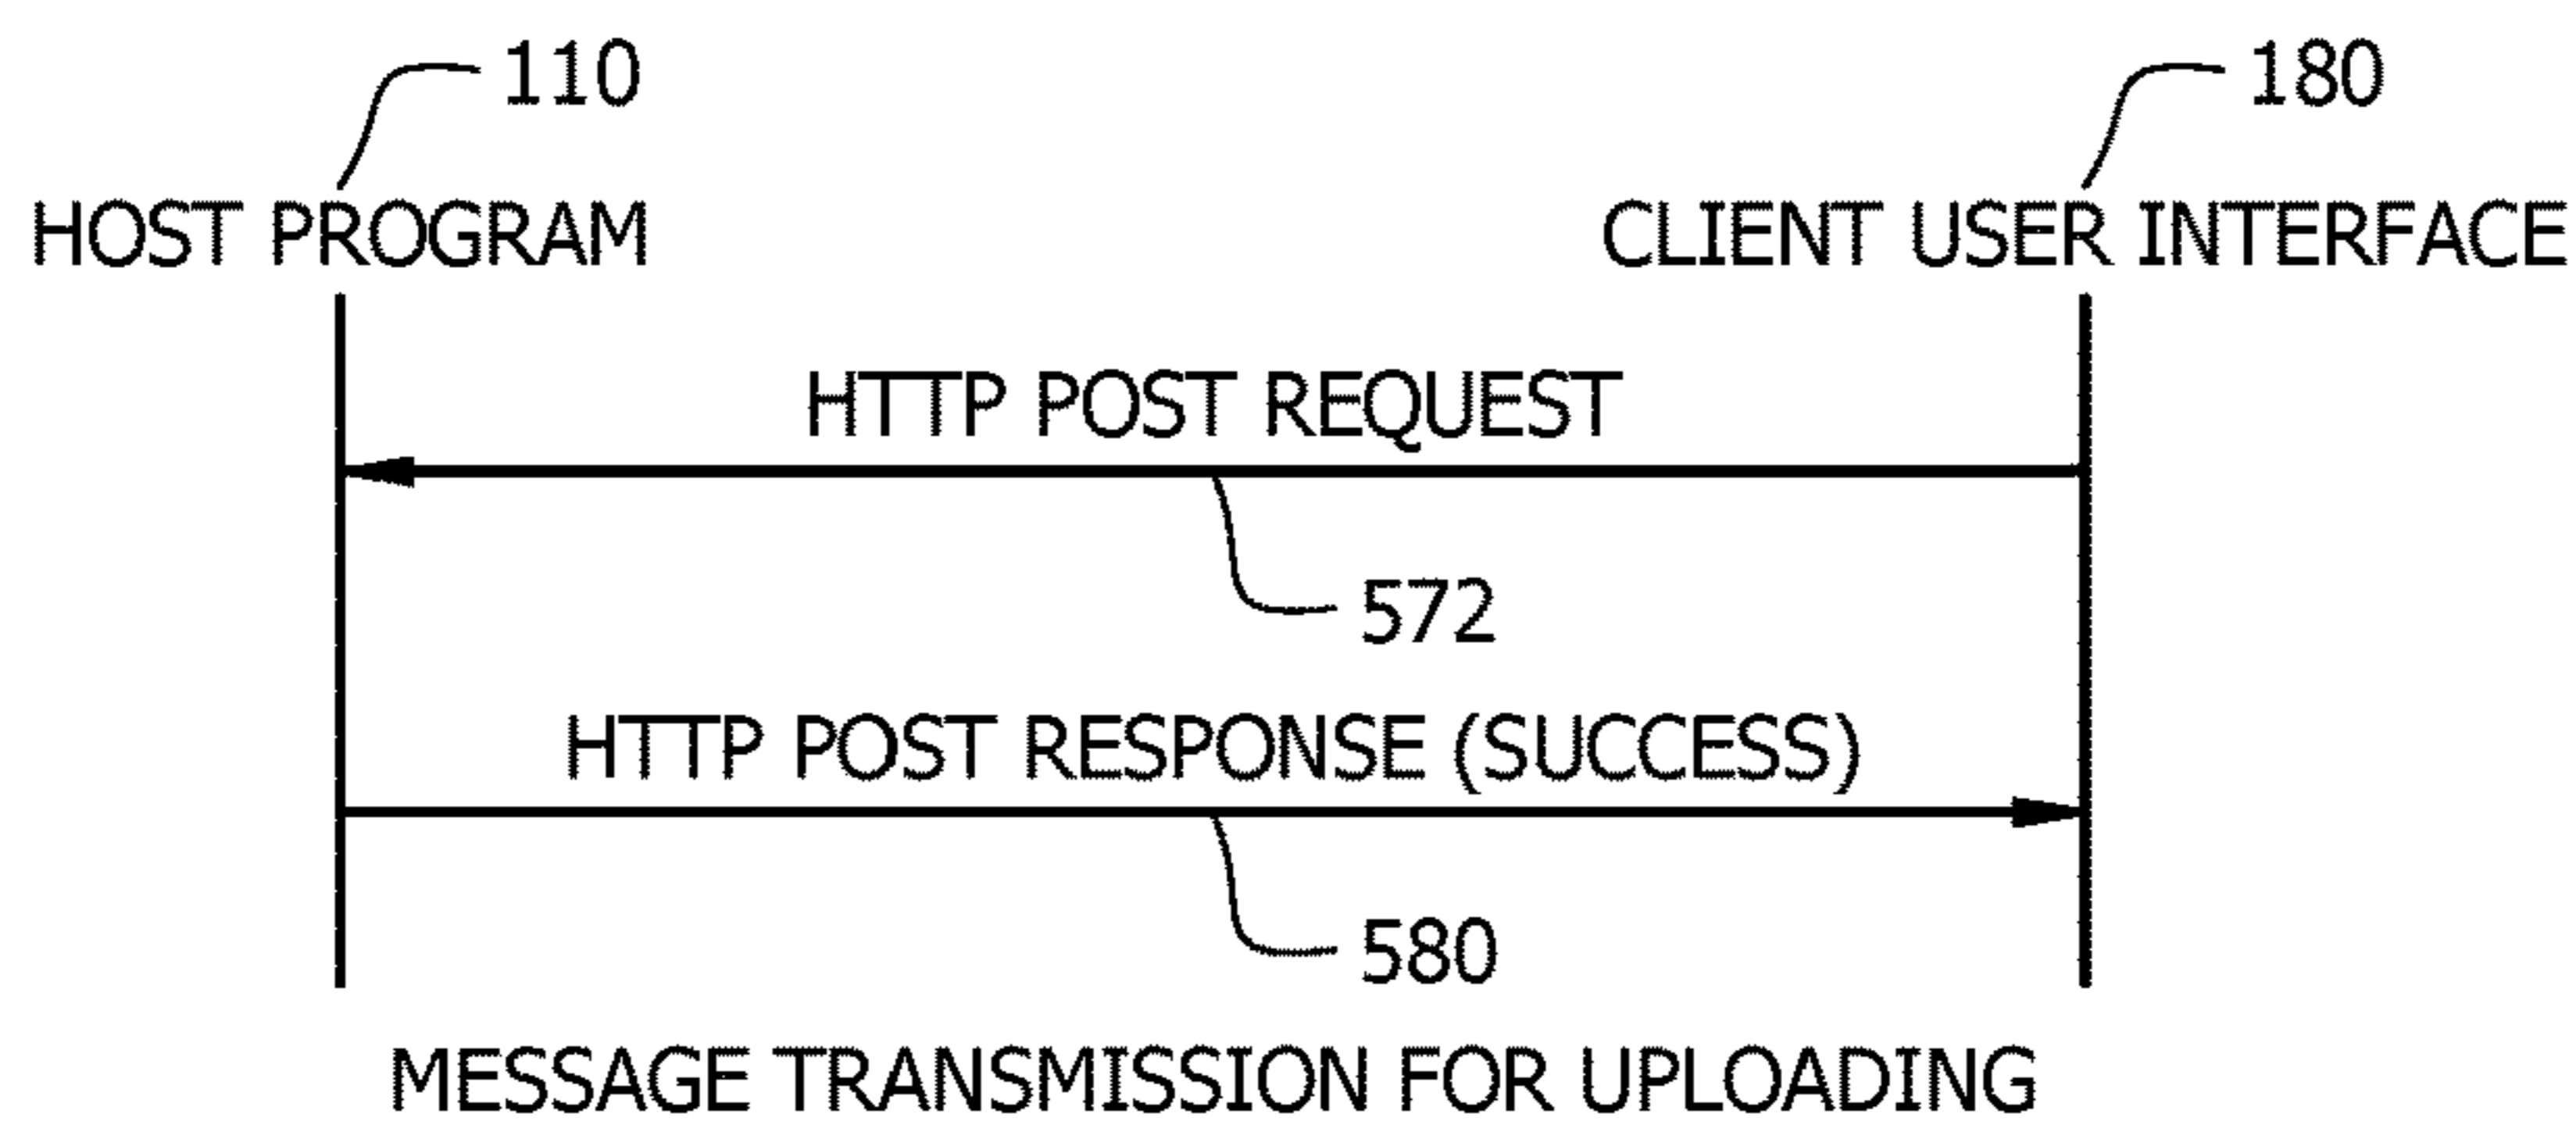 110
180
HOST PROGRAM
CLIENT USER INTERFACE
HTTP POST REQUEST
572
HTTP POST RESPONSE (SUCCESS)
580
MESSAGE TRANSMISSION FOR UPLOADING